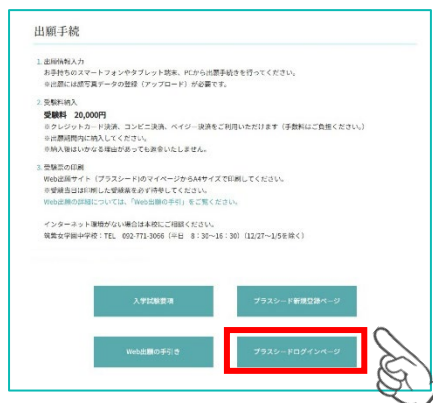 出願手続
1. 出願情報入力
お手持ちのスマートフォンやタブレット端末、PCから出願手続きを行ってください。
※出願には顔写真データの登録（アップロード）が必要です。
2. 受験料納入
受験料 20,000円
※クレジットカード決済、コンビニ決済、ペイジー決済をご利用いただけます（手数料はご負担ください。）
※出願期間内に納入してください。
※納入後はいかなる理由があっても返金いたしません。
3. 受験票の印刷
Web出願サイト（プラスシード）のマイページからA4サイズで印刷してください。
※受験当日は印刷した受験票を必ず持参してください。
Web出願の詳細については、「Web出願の手引」をご覧ください。
インターネット環境がない場合は本校にご相談ください。
筑紫女学園中学校：TEL 092-771-3066（平日 8：30～16：30）（12/27～1/5を除く）
入学試験要項
プラスシード新規登録ページ
Web出願の手引き
プラスシードログインページ